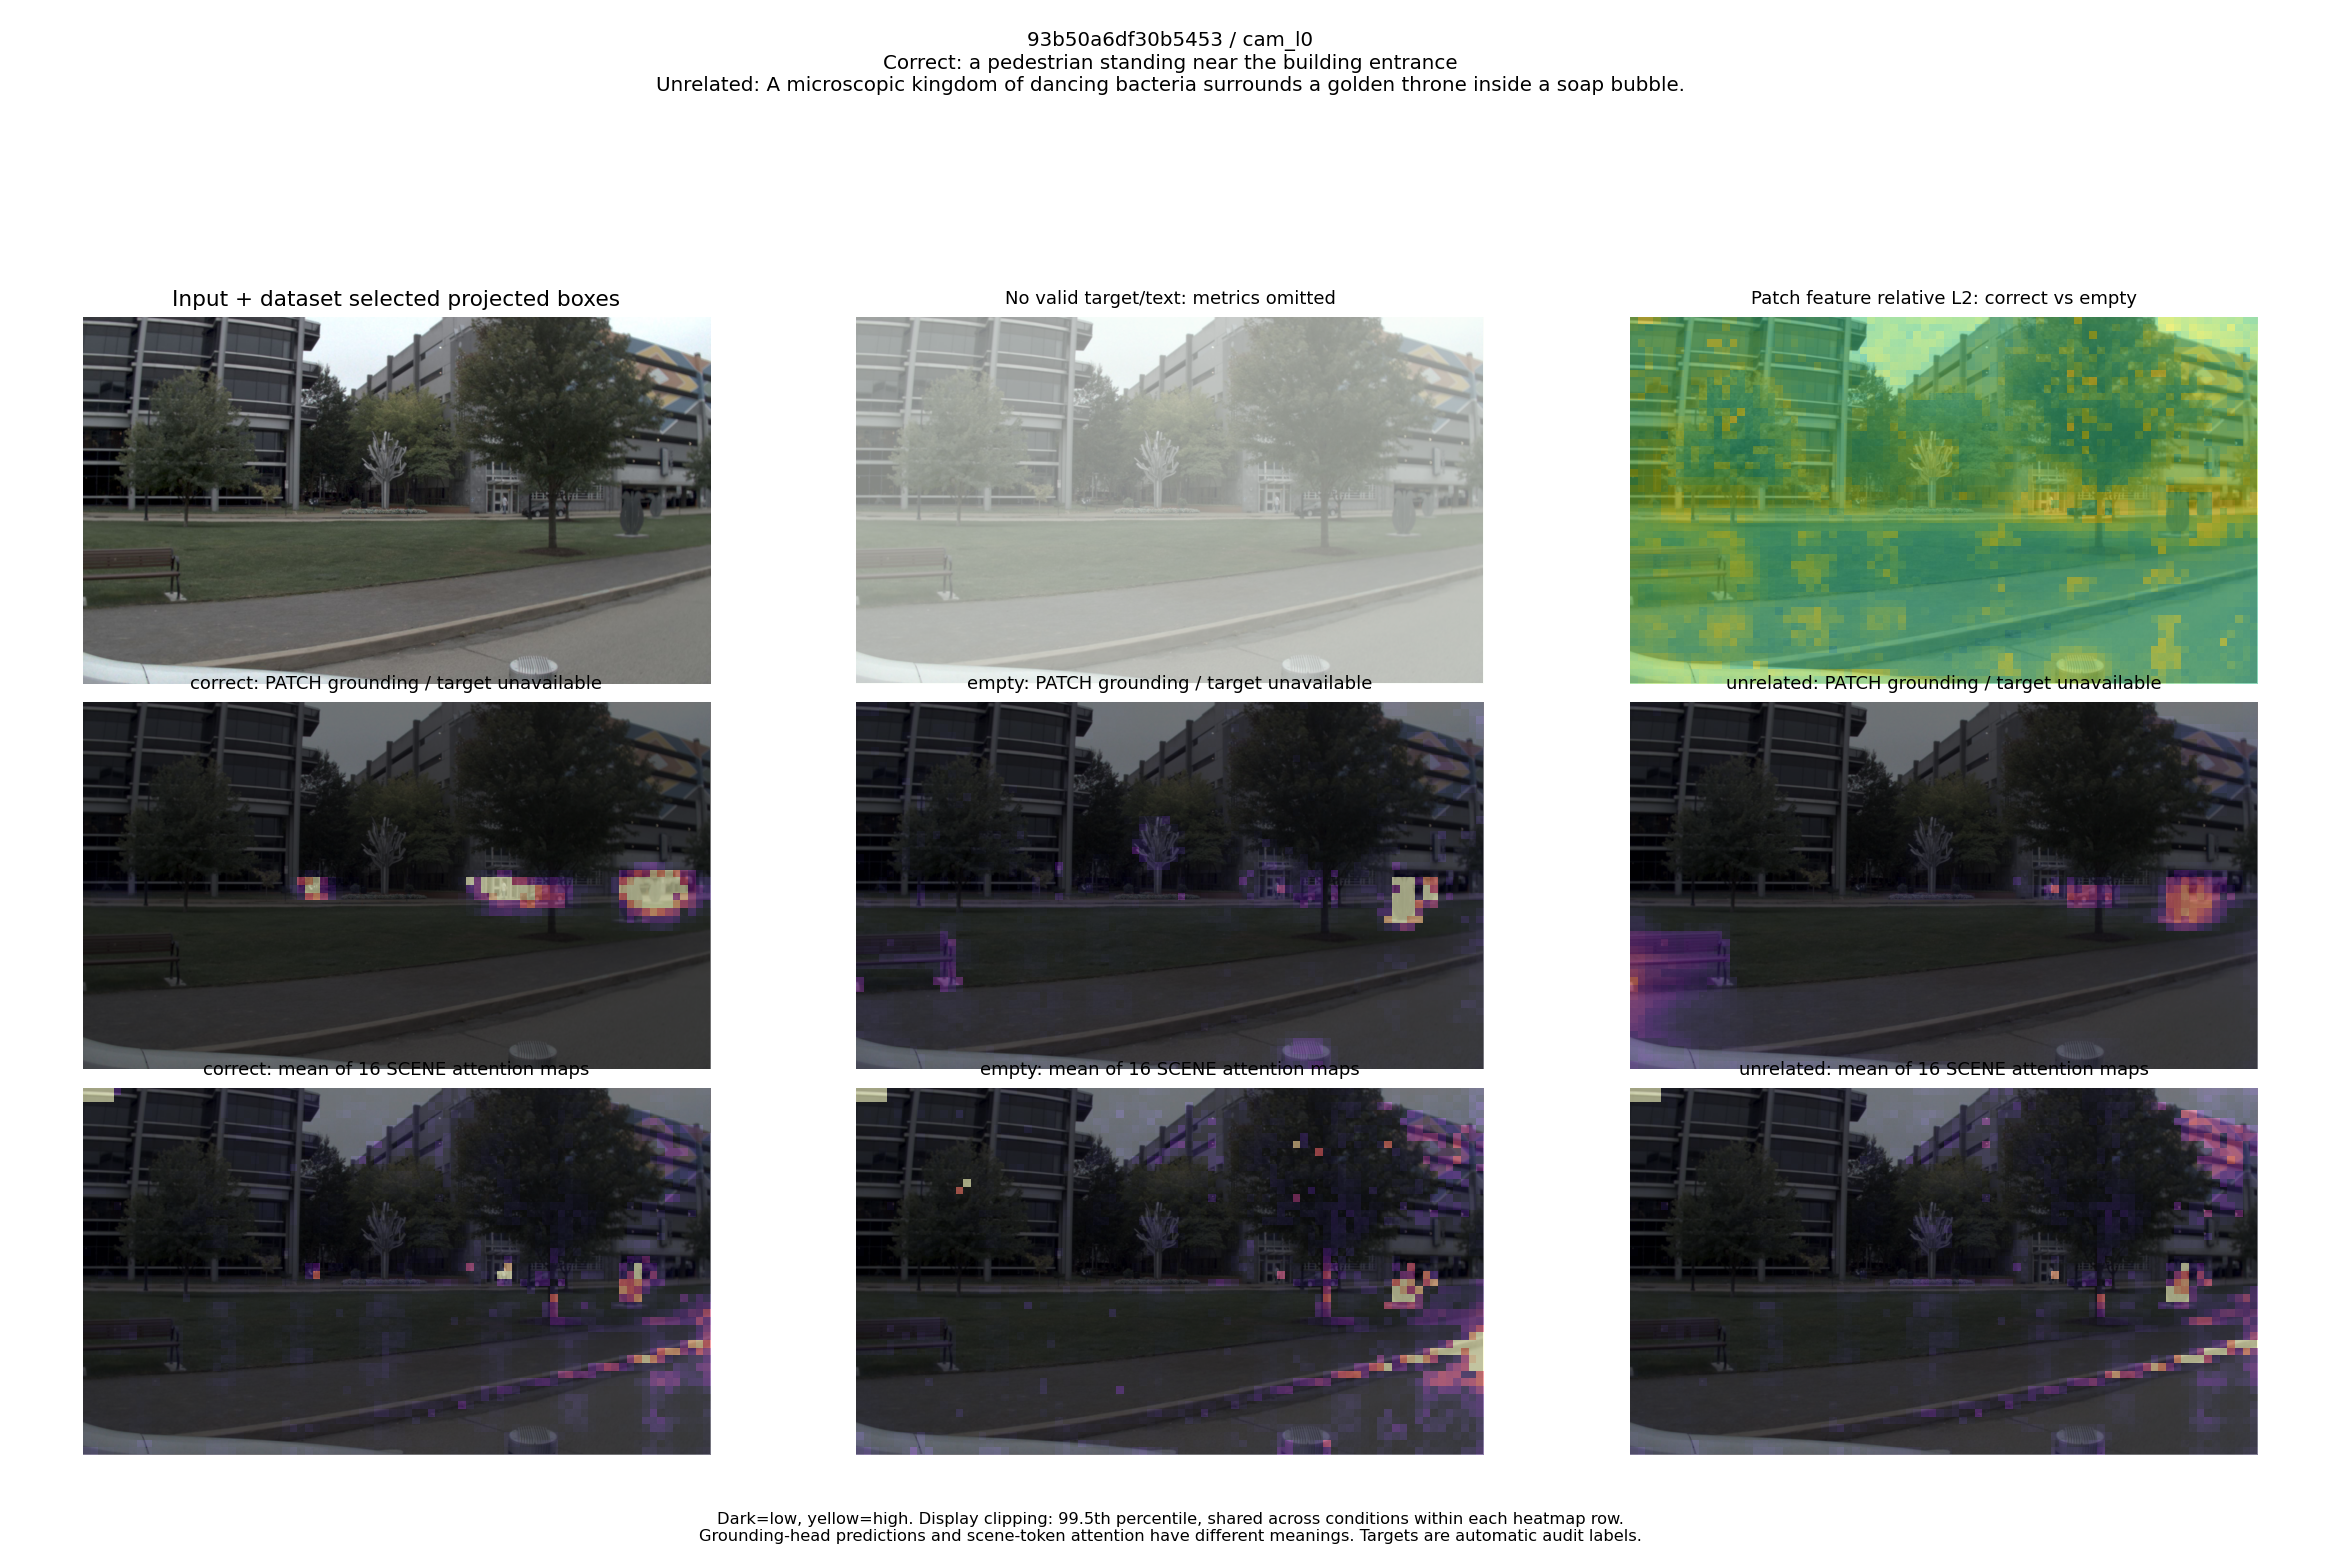 93b50a6df30b5453 / cam_l0
Correct: a pedestrian standing near the building entrance
Unrelated: A microscopic kingdom of dancing bacteria surrounds a golden throne inside a soap bubble.
Input + dataset selected projected boxes
No valid target/text: metrics omitted
Patch feature relative L2: correct vs empty
correct: PATCH grounding / target unavailable
empty: PATCH grounding / target unavailable
unrelated: PATCH grounding / target unavailable
correct: mean of 16 SCENE attention maps
empty: mean of 16 SCENE attention maps
unrelated: mean of 16 SCENE attention maps
Dark=low, yellow=high. Display clipping: 99.5th percentile, shared across conditions within each heatmap row.
Grounding-head predictions and scene-token attention have different meanings. Targets are automatic audit labels.